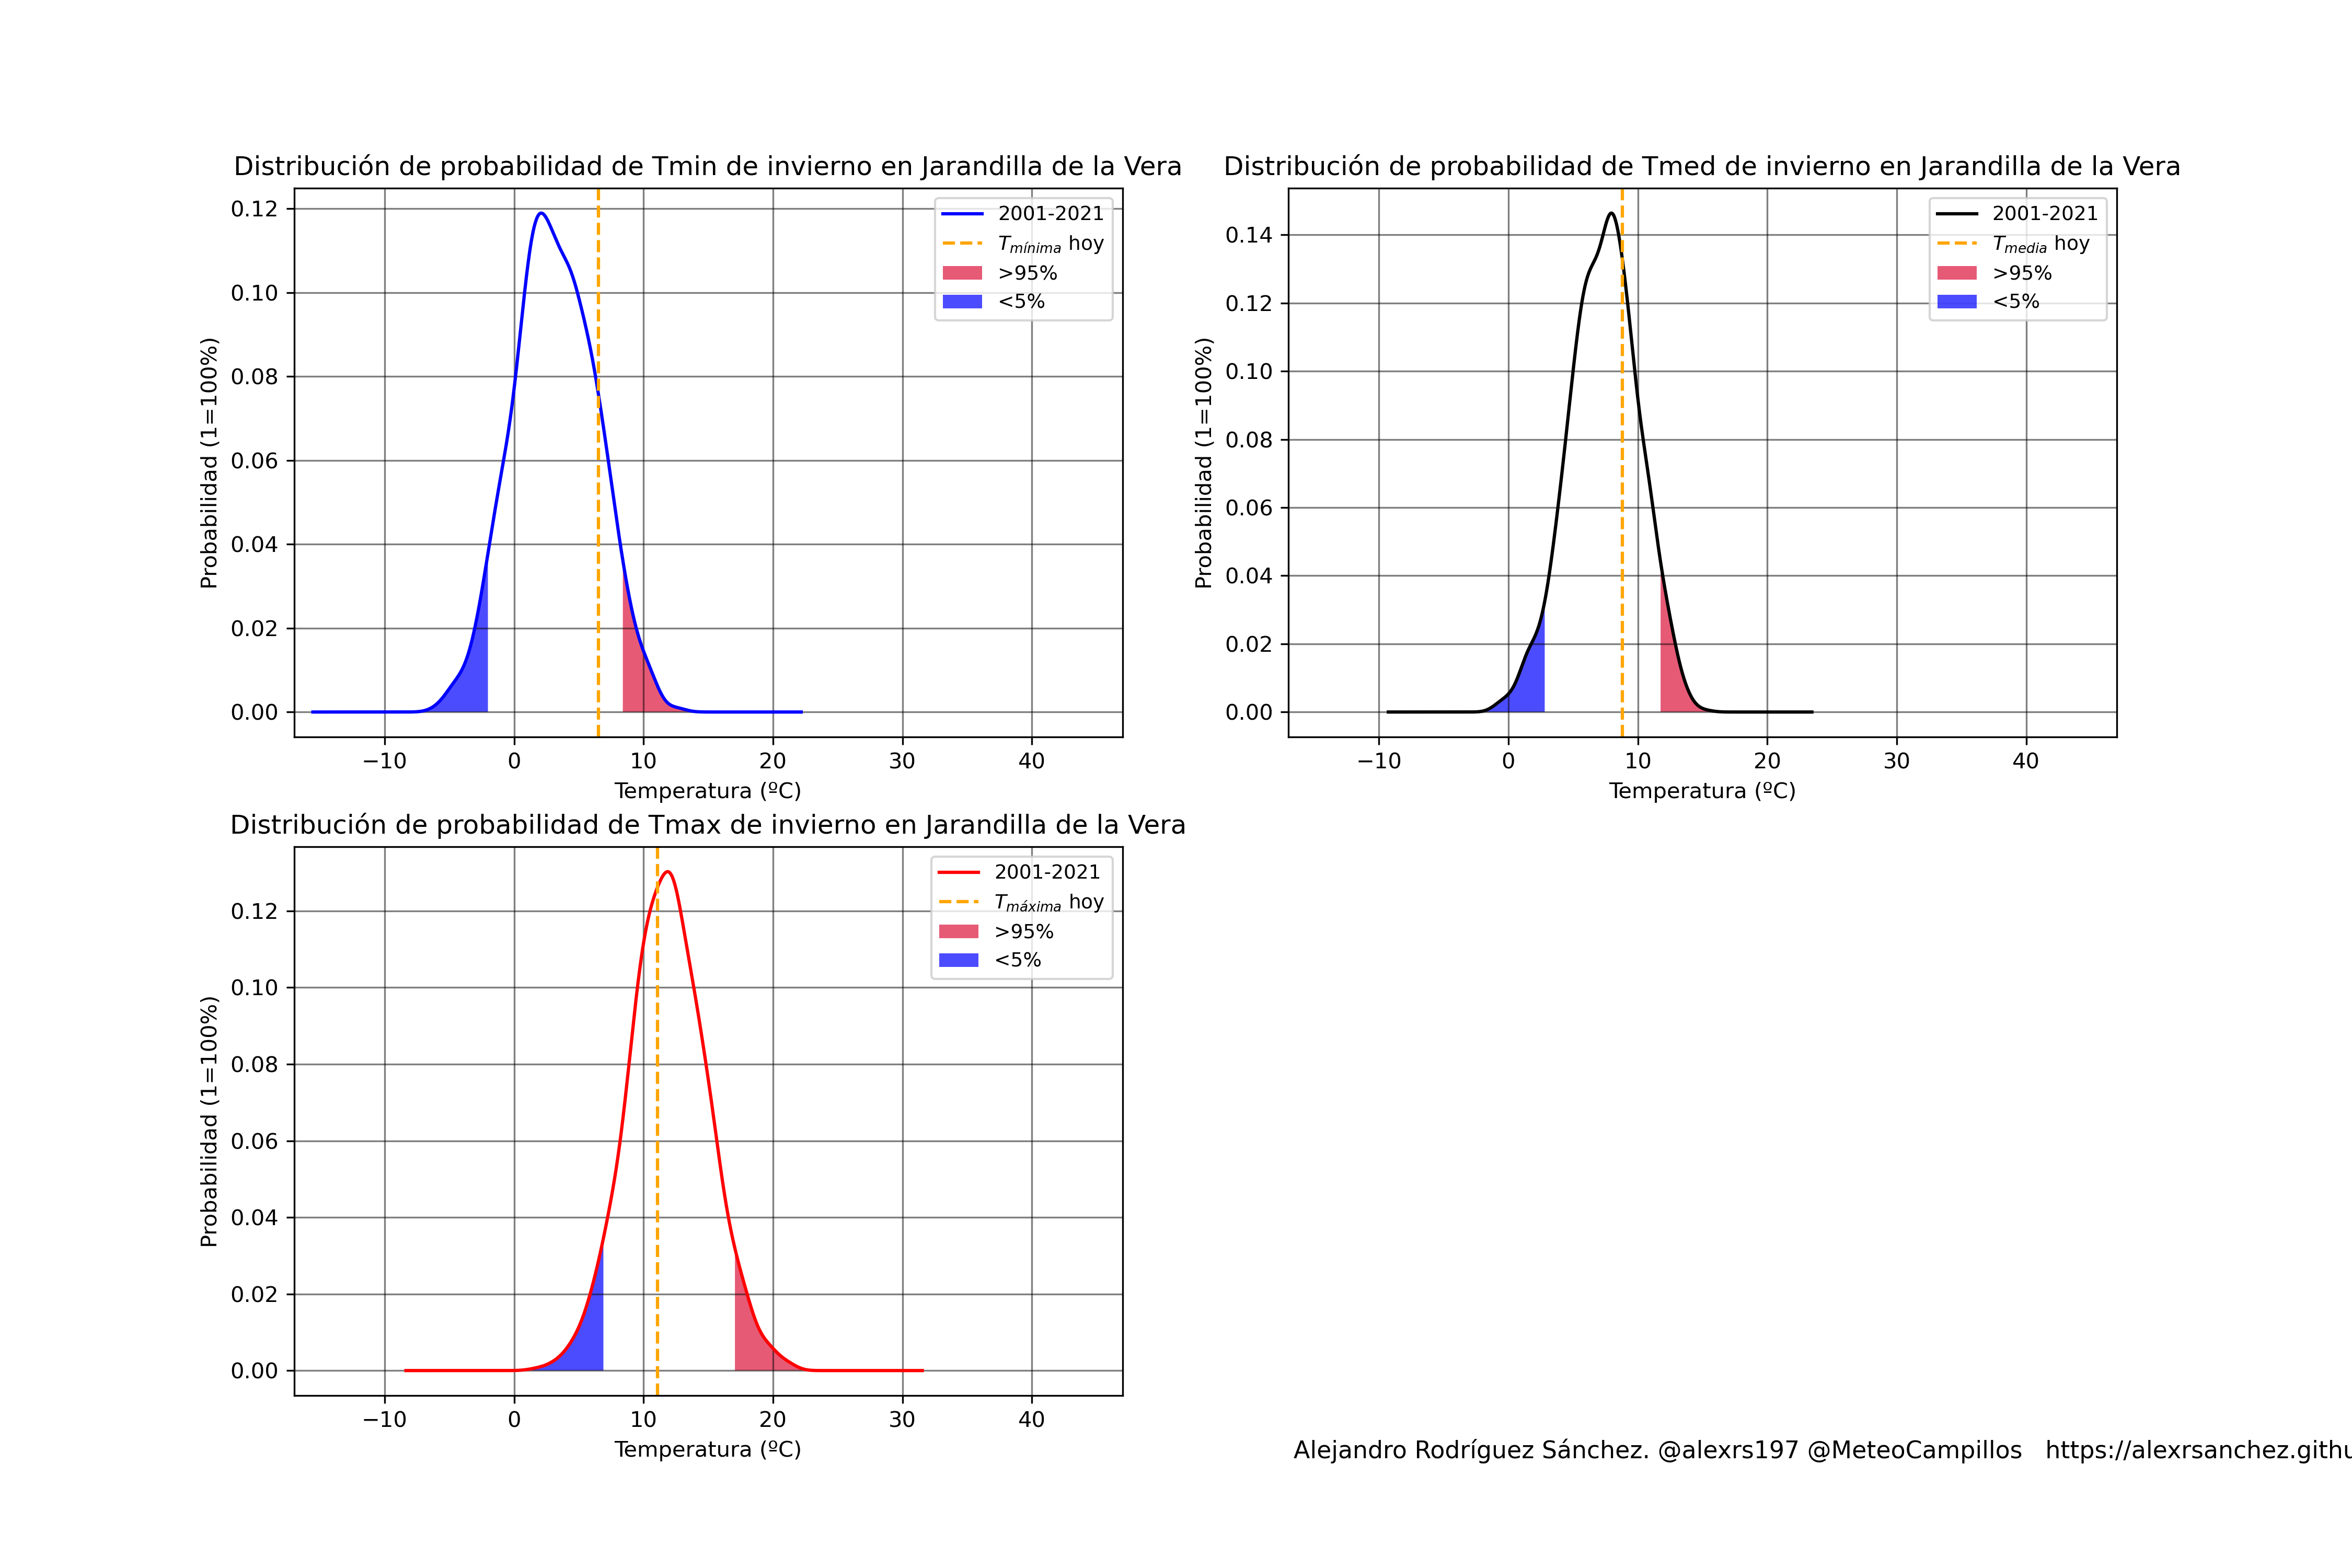 Distribución de probabilidad de Tmin de invierno en Jarandilla de la Vera
Probabilidad (1=100%)
0.12
0.10
0.08
0.06
0.04
0.02
0.00
2001-2021
Tmínima hoy
>95%
<5%
−10 0 10 20 30 40
Temperatura (ºC)
Distribución de probabilidad de Tmed de invierno en Jarandilla de la Vera
Probabilidad (1=100%)
0.14
0.12
0.10
0.08
0.06
0.04
0.02
0.00
2001-2021
Tmedia hoy
>95%
<5%
−10 0 10 20 30 40
Temperatura (ºC)
Distribución de probabilidad de Tmax de invierno en Jarandilla de la Vera
Probabilidad (1=100%)
0.12
0.10
0.08
0.06
0.04
0.02
0.00
2001-2021
Tmáxima hoy
>95%
<5%
−10 0 10 20 30 40
Temperatura (ºC)
Alejandro Rodríguez Sánchez. @alexrs197 @MeteoCampillos https://alexrsanchez.githu